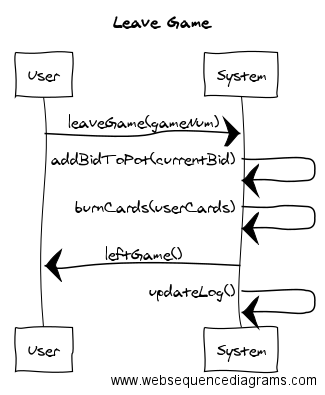 Leave Game
User System
leaveGame(gameNum)
addBidToPot(currentBid)
burnCards(userCards)
leftGame()
updateLog()
User System
www.websequencediagrams.com